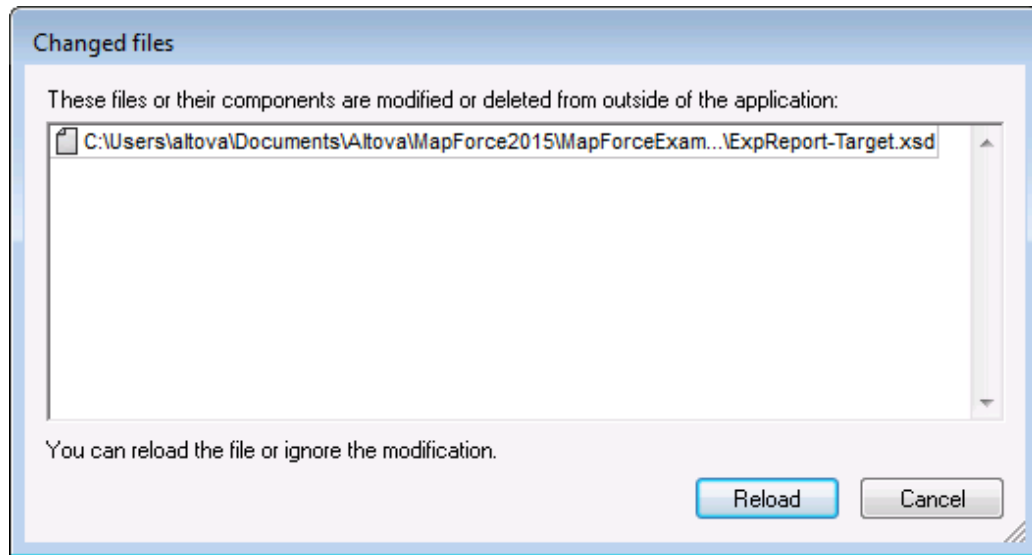 Changed files
These files or their components are modified or deleted from outside of the application:
C:\Users\altova\Documents\Altova\MapForce2015\MapForceExam...\ExpReport-Target.xsd
You can reload the file or ignore the modification.
Reload
Cancel